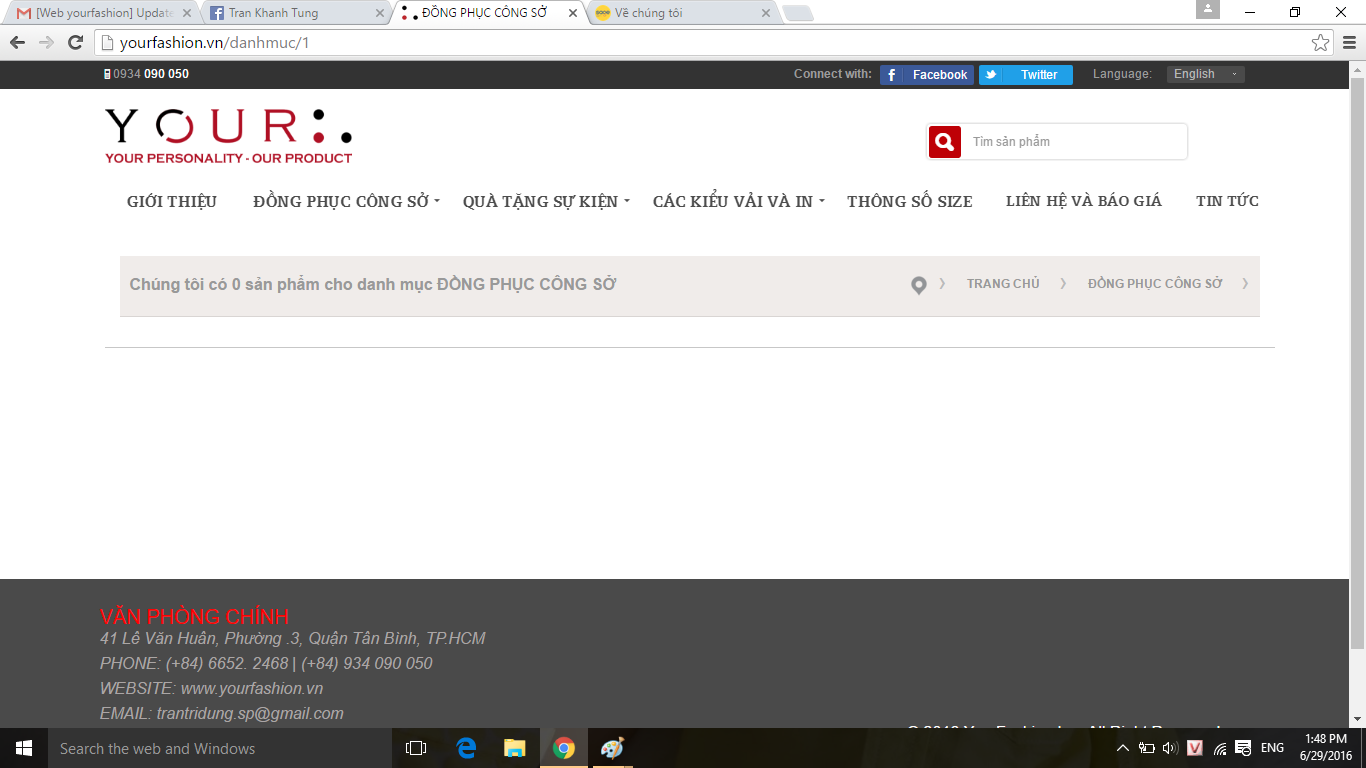 [Web yourfashion] Update
Tran Khanh Tung
ĐỒNG PHỤC CÔNG SỞ
Về chúng tôi
yourfashion.vn/danhmuc/1
0934 090 050
Connect with:
Facebook
Twitter
Language:
English
YOUR
YOUR PERSONALITY - OUR PRODUCT
Tìm sản phẩm
GIỚI THIỆU
ĐỒNG PHỤC CÔNG SỞ
QUÀ TẶNG SỰ KIỆN
CÁC KIỂU VẢI VÀ IN
THÔNG SỐ SIZE
LIÊN HỆ VÀ BÁO GIÁ
TIN TỨC
Chúng tôi có 0 sản phẩm cho danh mục ĐỒNG PHỤC CÔNG SỞ
TRANG CHỦ
ĐỒNG PHỤC CÔNG SỞ
VĂN PHÒNG CHÍNH
41 Lê Văn Huân, Phường .3, Quận Tân Bình, TP.HCM
PHONE: (+84) 6652. 2468 | (+84) 934 090 050
WEBSITE: www.yourfashion.vn
EMAIL: trantridung.sp@gmail.com
Search the web and Windows
ENG
1:48 PM
6/29/2016